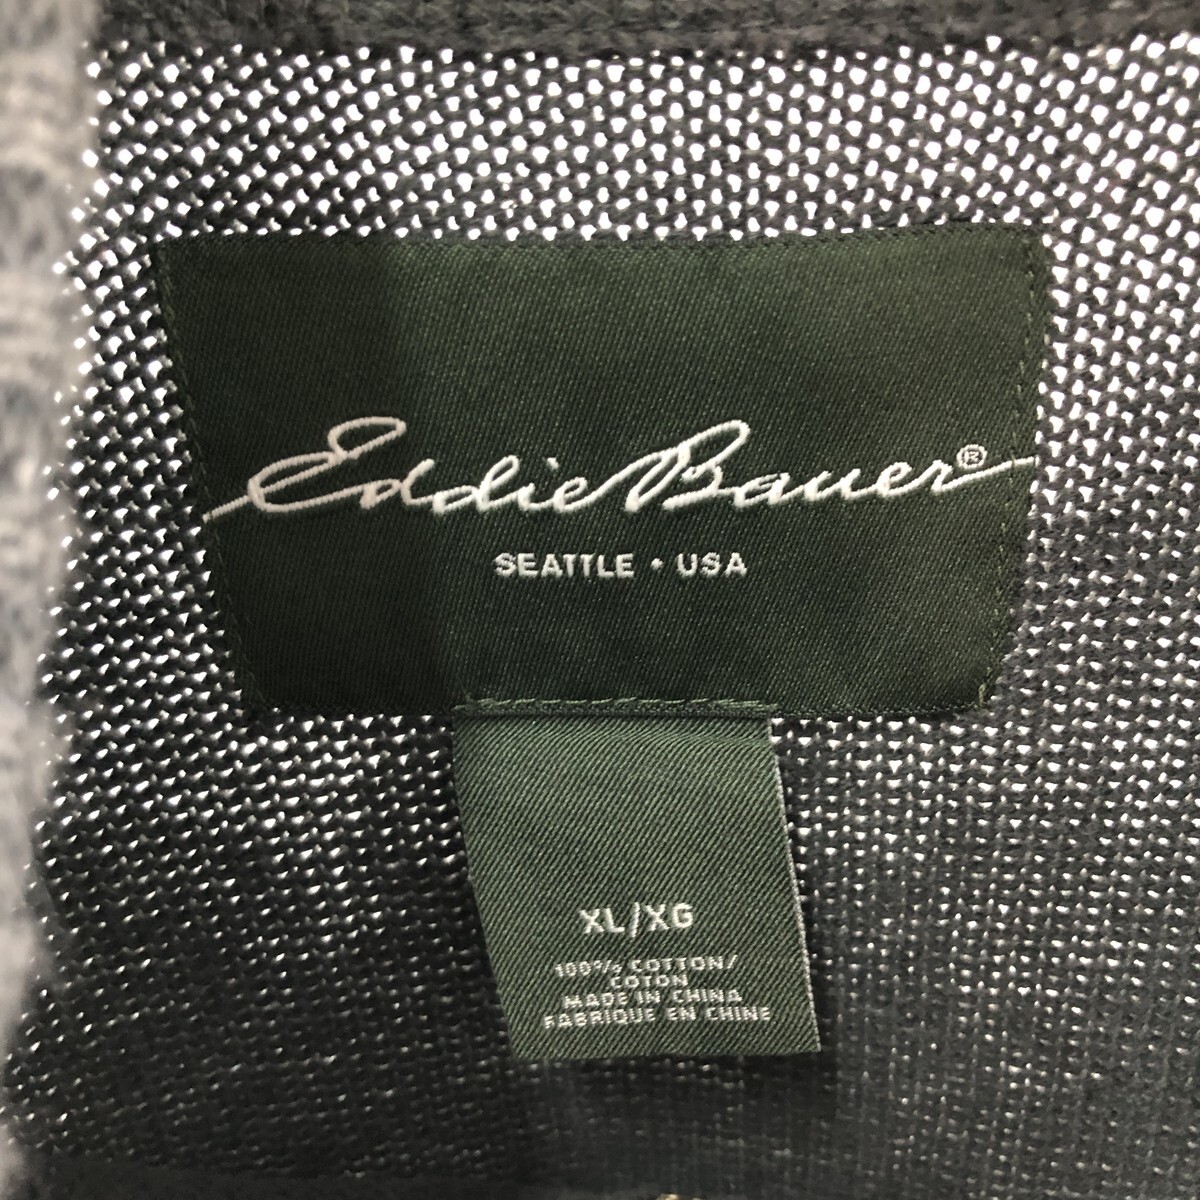 Eddie Bauer®
SEATTLE • USA
XL/XG
100% COTTON/
COTON
MADE IN CHINA
FABRIQUE EN CHINE